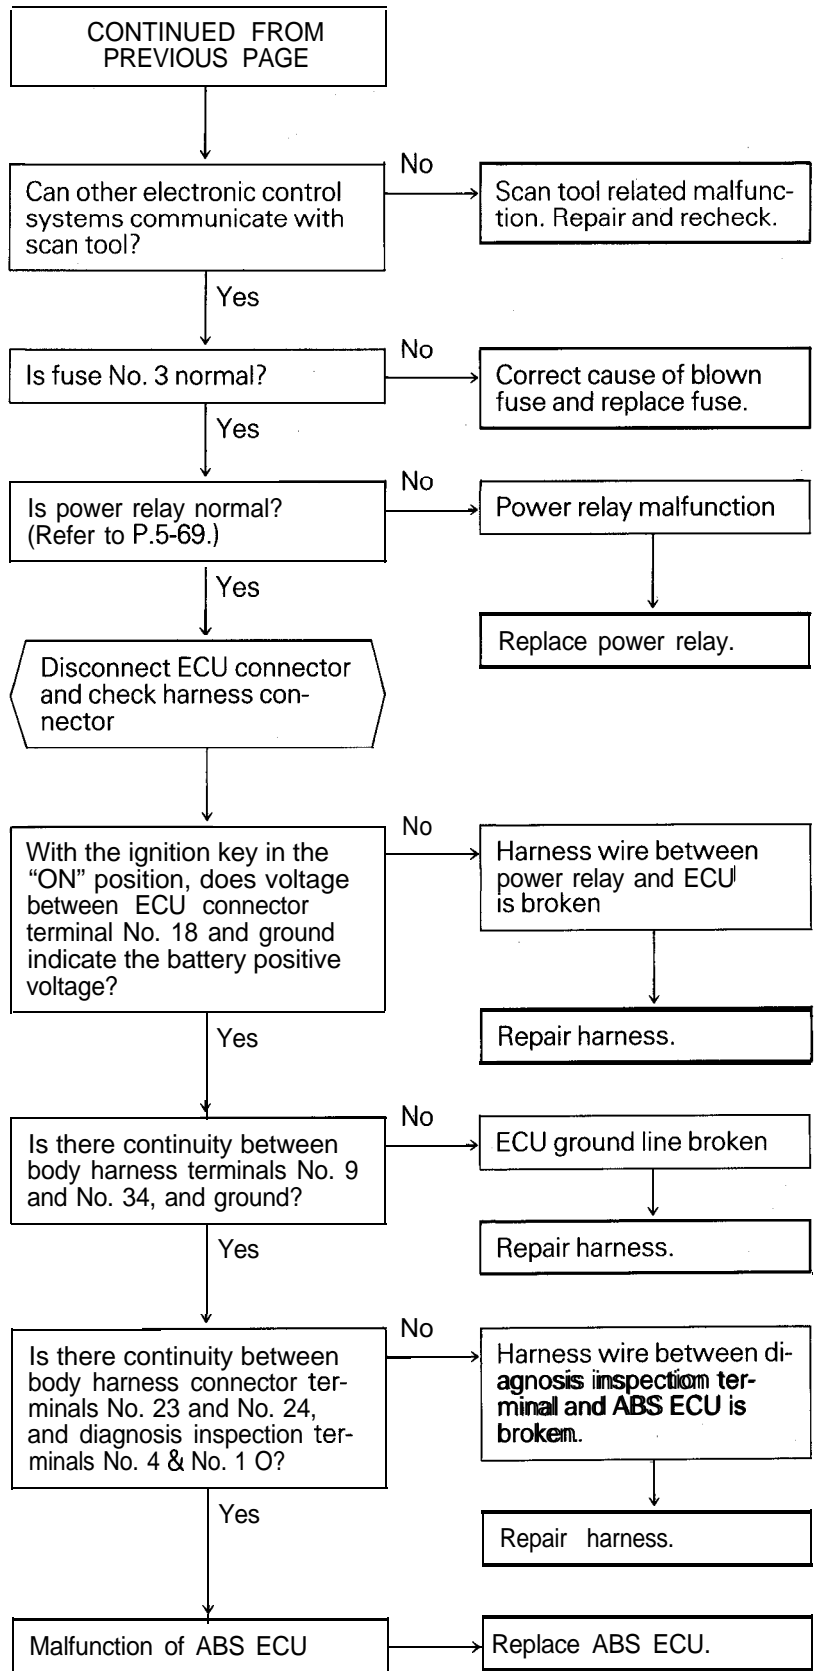 CONTINUED FROM
PREVIOUS PAGE
Can other electronic control
systems communicate with
scan tool?
No
Scan tool related malfunc-
tion. Repair and recheck.
Yes
Is fuse No. 3 normal?
No
Correct cause of blown
fuse and replace fuse.
Yes
Is power relay normal?
(Refer to P.5-69.)
No
Power relay malfunction
Replace power relay.
Yes
Disconnect ECU connector
and check harness con-
nector
With the ignition key in the
“ON” position, does voltage
between ECU connector
terminal No. 18 and ground
indicate the battery positive
voltage?
No
Harness wire between
power relay and ECU
is broken
Repair harness.
Yes
Is there continuity between
body harness terminals No. 9
and No. 34, and ground?
No
ECU ground line broken
Repair harness.
Yes
Is there continuity between
body harness connector ter-
minals No. 23 and No. 24,
and diagnosis inspection ter-
minals No. 4 & No. 1 O?
No
Harness wire between di-
agnosis inspection ter-
minal and ABS ECU is
broken.
Repair harness.
Yes
Malfunction of ABS ECU
Replace ABS ECU.